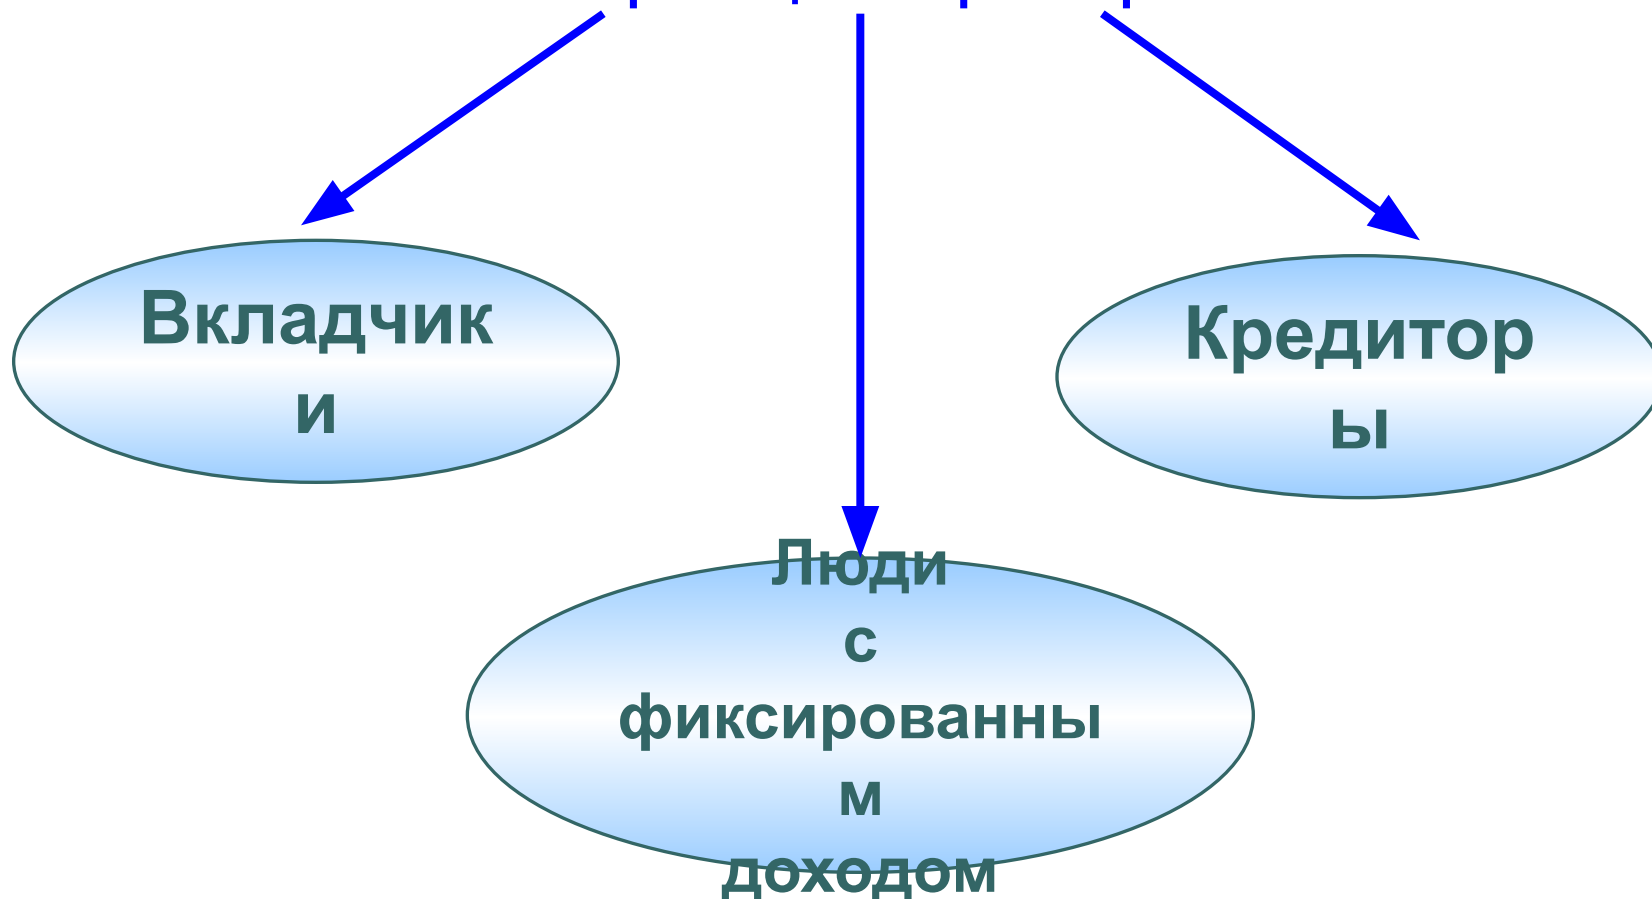 Вкладчик
и
Кредитор
ы
Люди
с
фиксированны
м
доходом